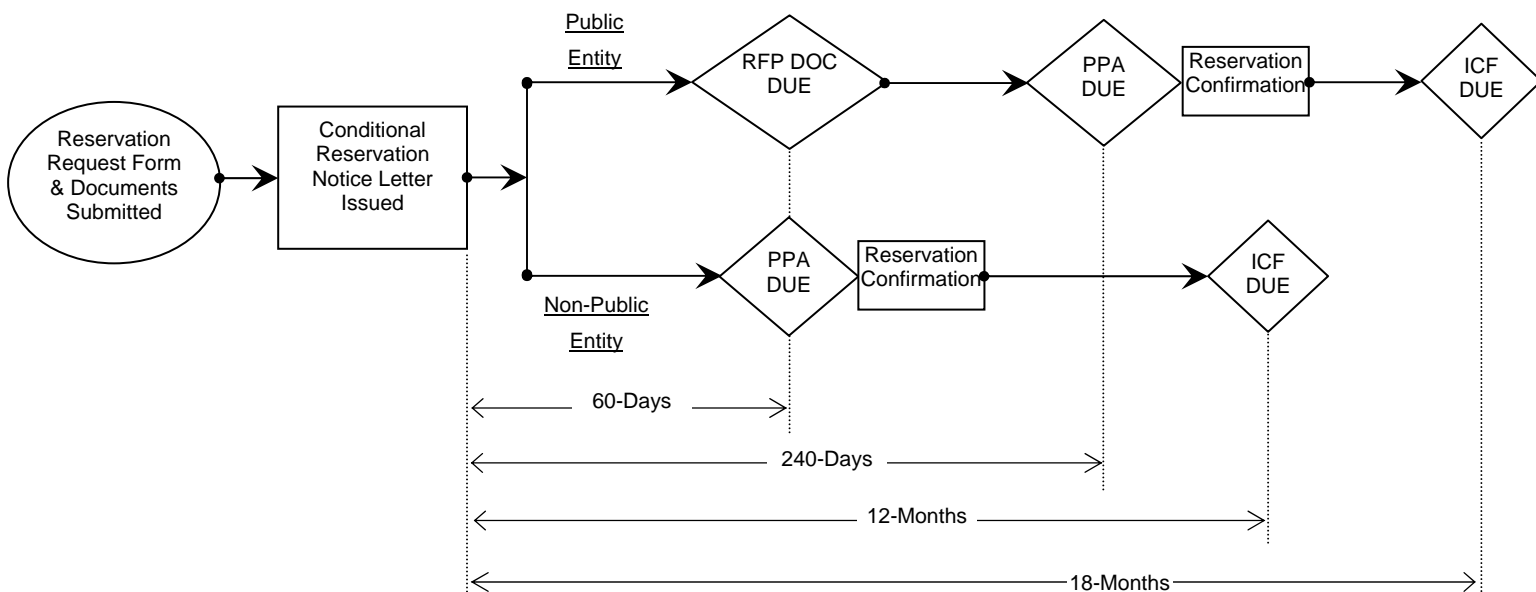 Public
Entity
RFP DOC
DUE
PPA
DUE
Reservation
Confirmation
ICF
DUE
Reservation
Request Form
& Documents
Submitted
Conditional
Reservation
Notice Letter
Issued
PPA
DUE
Reservation
Confirmation
ICF
DUE
Non-Public
Entity
60-Days
240-Days
12-Months
18-Months